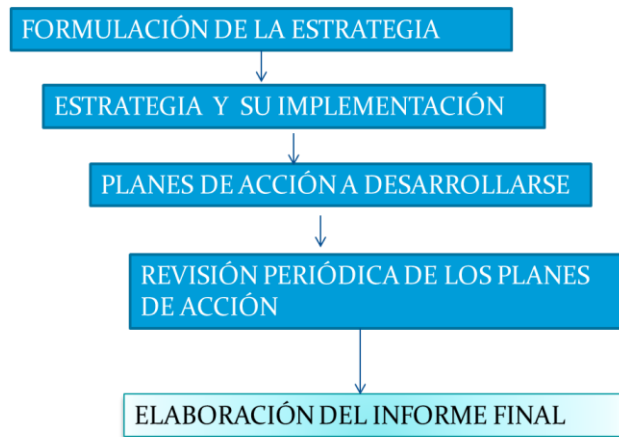 FORMULACIÓN DE LA ESTRATEGIA
ESTRATEGIA Y SU IMPLEMENTACIÓN
PLANES DE ACCIÓN A DESARROLLARSE
REVISIÓN PERIÓDICA DE LOS PLANES
DE ACCIÓN
ELABORACIÓN DEL INFORME FINAL